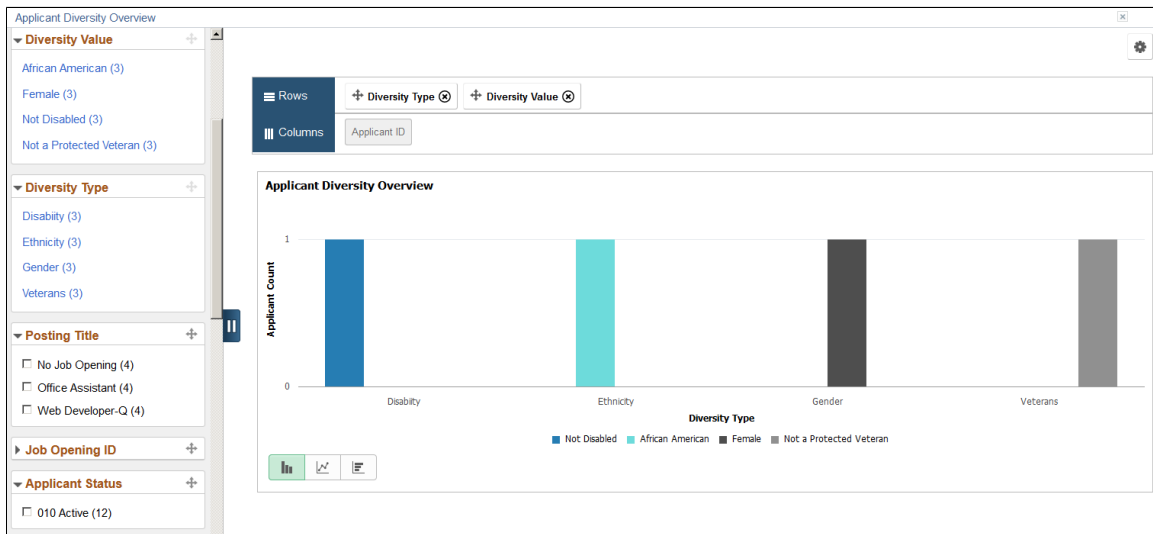 Applicant Diversity Overview
Diversity Value
African American (3)
Female (3)
Not Disabled (3)
Not a Protected Veteran (3)
Diversity Type
Disabiity (3)
Ethnicity (3)
Gender (3)
Veterans (3)
Posting Title
No Job Opening (4)
Office Assistant (4)
Web Developer-Q (4)
Job Opening ID
Applicant Status
010 Active (12)
Rows Diversity Type Diversity Value
Columns Applicant ID
Applicant Diversity Overview
1
Applicant Count
0
Disabiity Ethnicity Gender Veterans
Diversity Type
Not Disabled African American Female Not a Protected Veteran